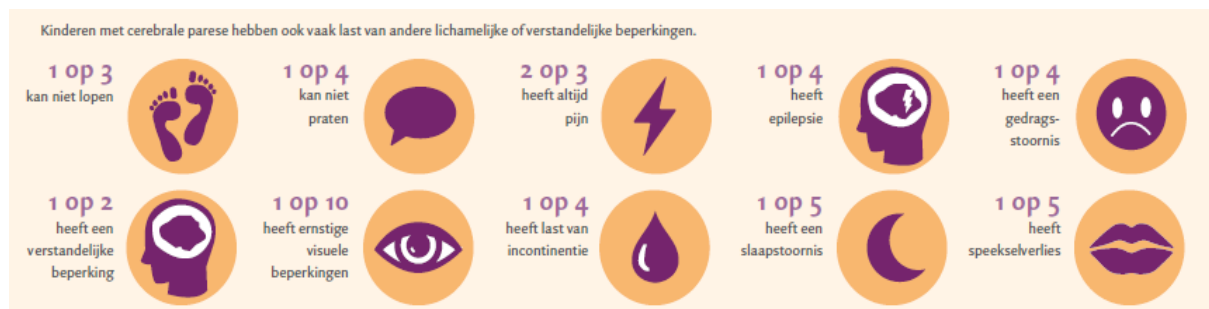 Kinderen met cerebrale parese hebben ook vaak last van andere lichamelijke of verstandelijke beperkingen.
1 op 3
kan niet lopen
1 op 4
kan niet
praten
2 op 3
heeft altijd
pijn
1 op 4
heeft
epilepsie
1 op 4
heeft een
gedrags-
stoornis
1 op 2
heeft een
verstandelijke
beperking
1 op 10
heeft ernstige
visuele
beperkingen
1 op 4
heeft last van
incontinentie
1 op 5
heeft een
slaapstoornis
1 op 5
heeft
speekselverlies